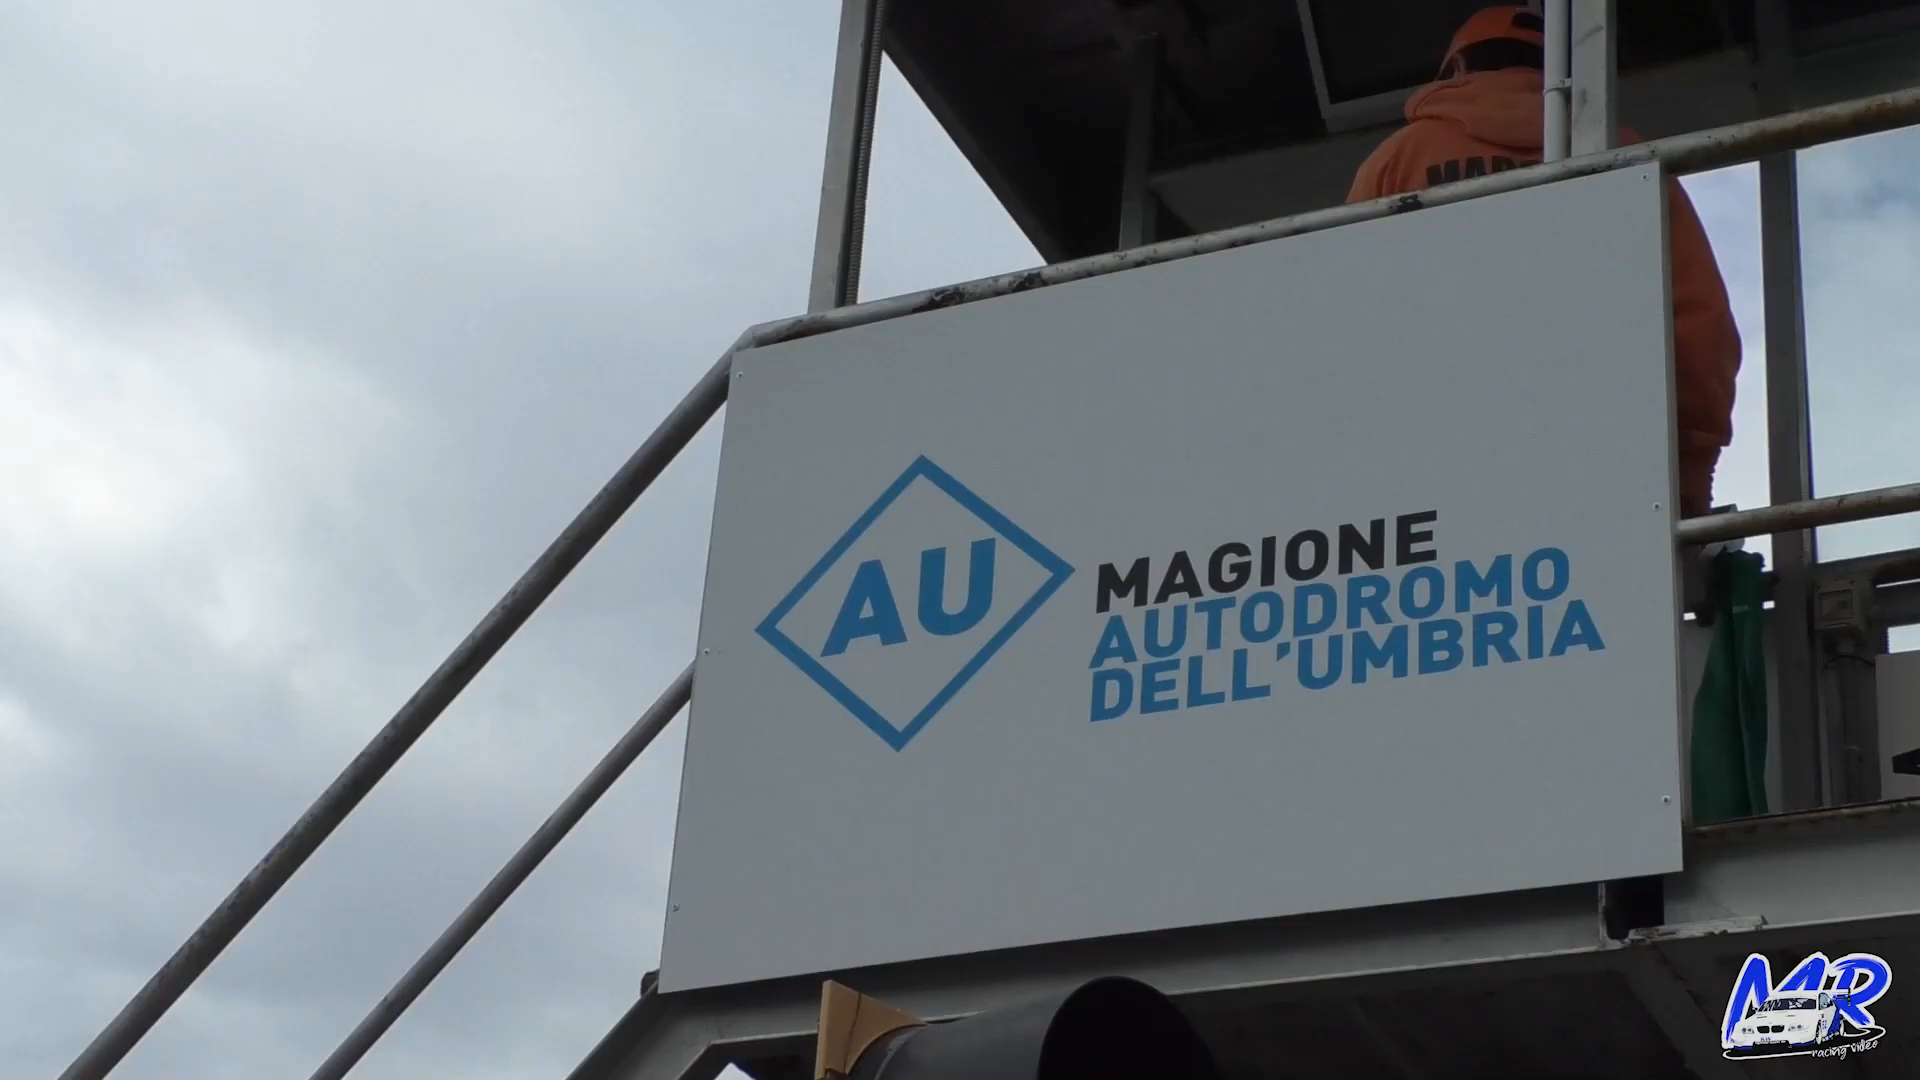 AU
MAGIONE
AUTODROMO
DELL'UMBRIA
MR
racing video